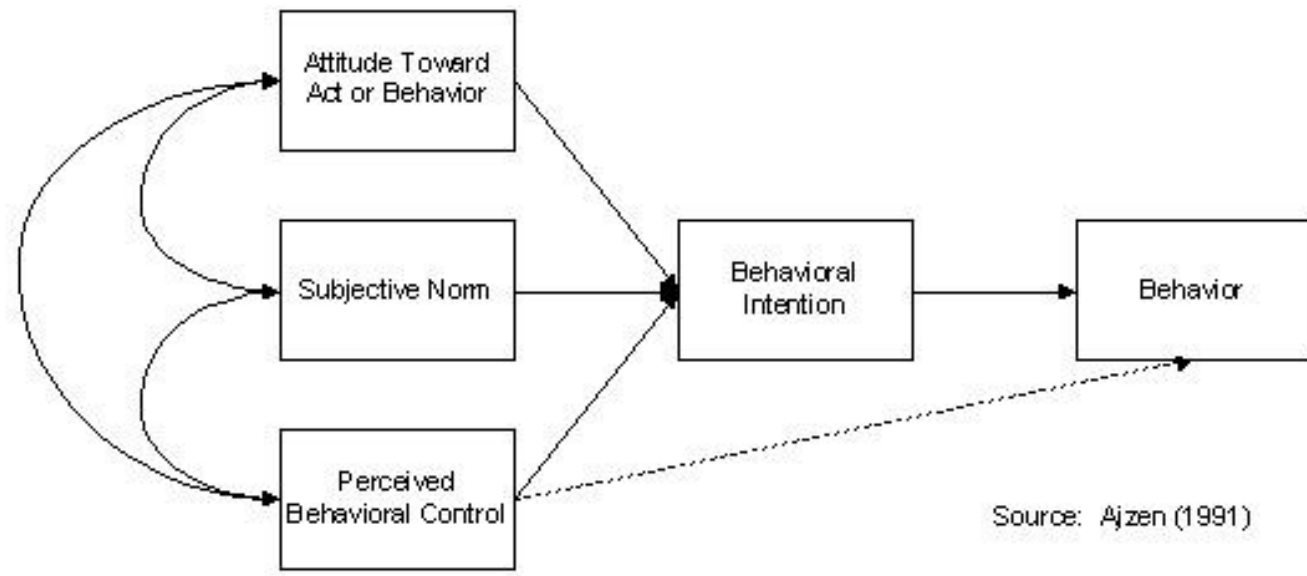 Attitude Toward
Act or Behavior
Subjective Norm
Behavioral
Intention
Behavior
Perceived
Behavioral Control
Source: Ajzen (1991)